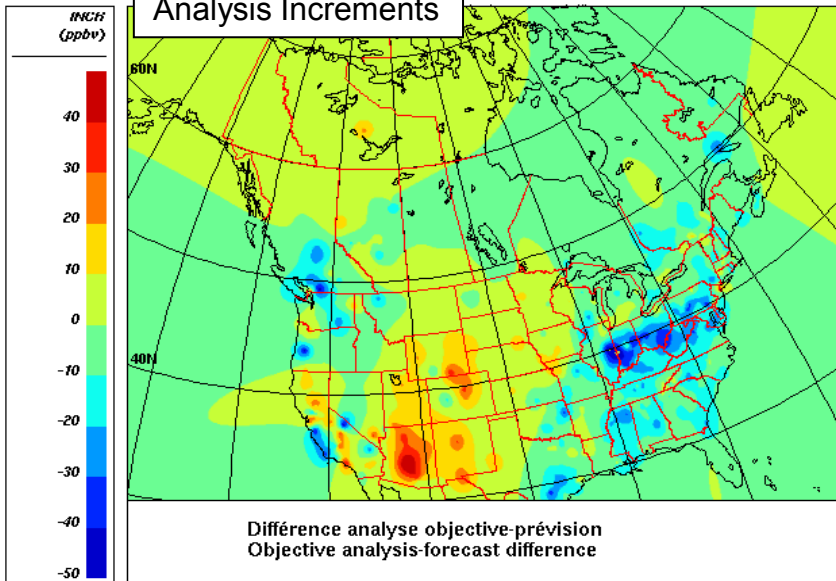 Analysis Increments
INCR
(ppbv)
40
30
20
10
0
-10
-20
-30
-40
-50
60N
40N
Différence analyse objective-prévision
Objective analysis-forecast difference